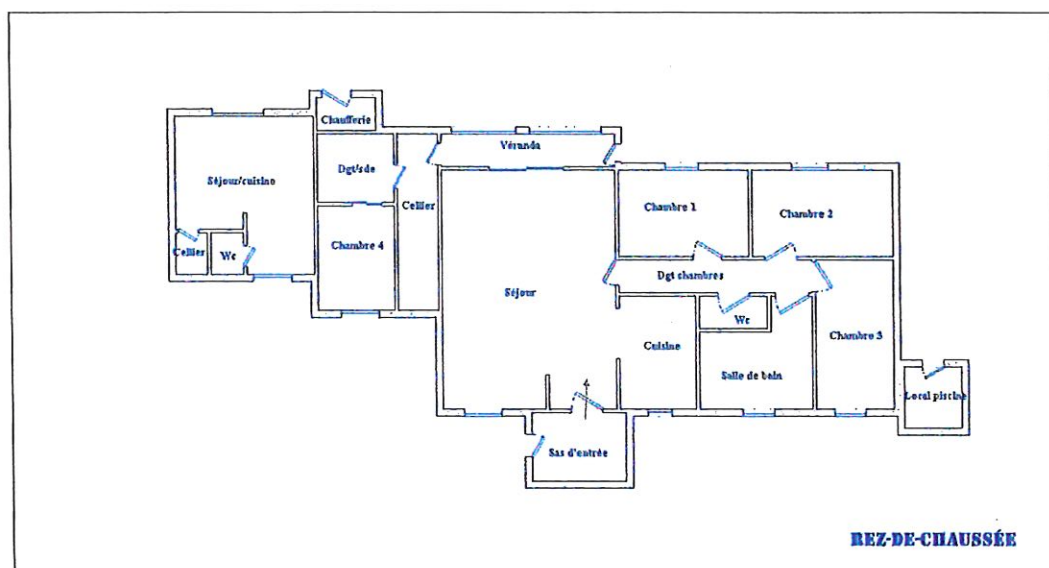 Chaufferie
Véranda
Séjour/cuisine
Dgt/sde
Cellier
Chambre 1
Chambre 2
Cellier
Wc
Chambre 4
Dgt chambres
Séjour
Wc
Cuisine
Chambre 3
Salle de bain
Local piscine
Sas d'entrée
REZ-DE-CHAUSSÉE